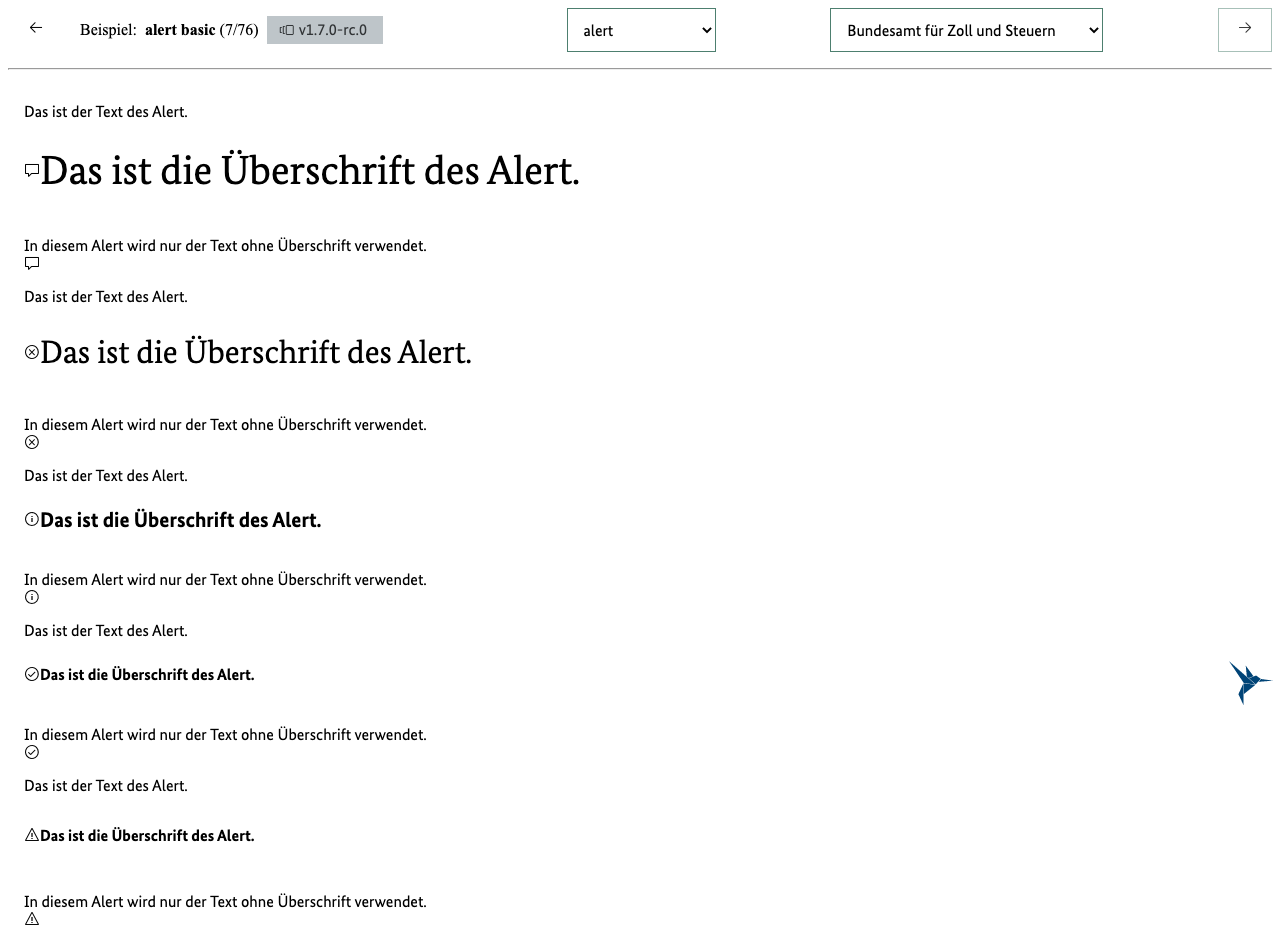 Beispiel: alert basic (7/76) v1.7.0-rc.0 alert Bundesamt für Zoll und Steuern
Das ist der Text des Alert.
Das ist die Überschrift des Alert.
In diesem Alert wird nur der Text ohne Überschrift verwendet.
Das ist der Text des Alert.
Das ist die Überschrift des Alert.
In diesem Alert wird nur der Text ohne Überschrift verwendet.
Das ist der Text des Alert.
Das ist die Überschrift des Alert.
In diesem Alert wird nur der Text ohne Überschrift verwendet.
Das ist der Text des Alert.
Das ist die Überschrift des Alert.
In diesem Alert wird nur der Text ohne Überschrift verwendet.
Das ist der Text des Alert.
Das ist die Überschrift des Alert.
In diesem Alert wird nur der Text ohne Überschrift verwendet.